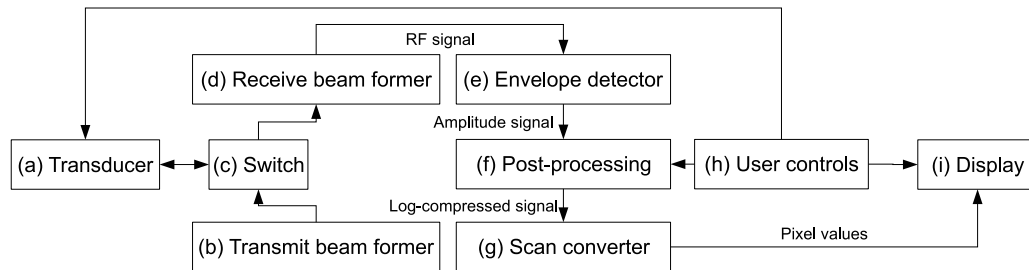 RF signal
(d) Receive beam former
(e) Envelope detector
Amplitude signal
(a) Transducer
(c) Switch
(f) Post-processing
(h) User controls
(i) Display
Log-compressed signal
(b) Transmit beam former
(g) Scan converter
Pixel values